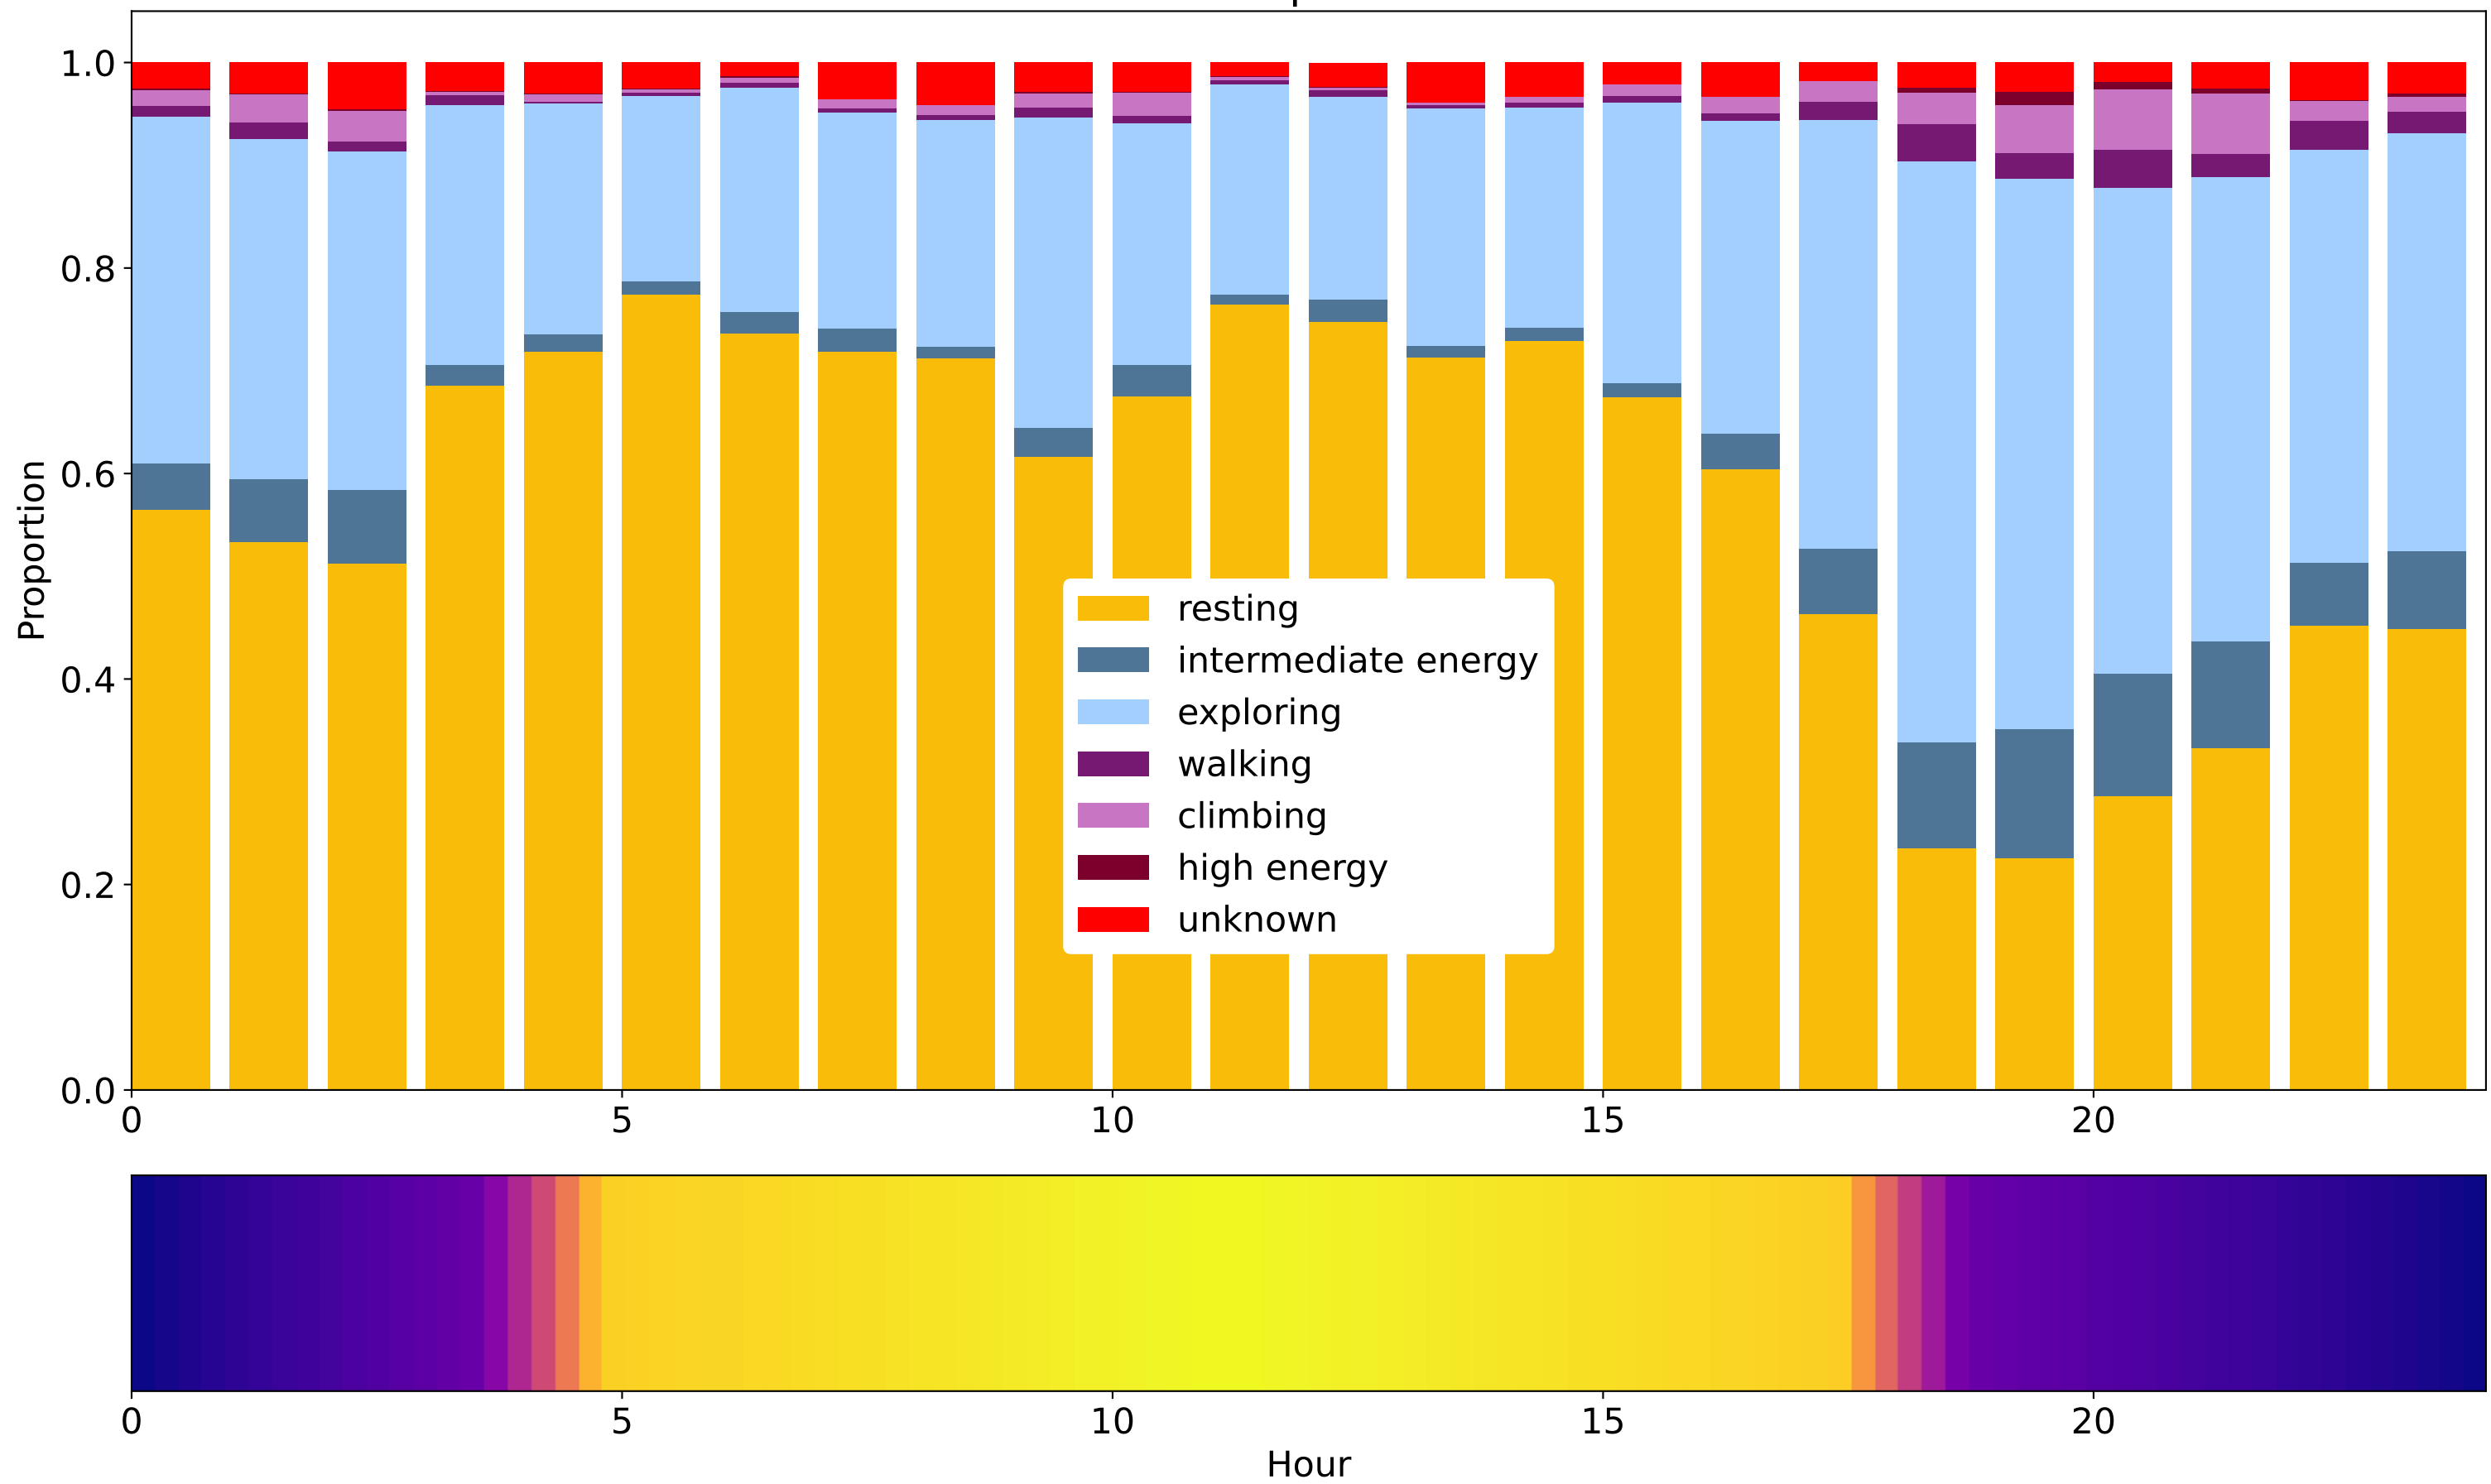 1.0
0.8
0.6
0.4
0.2
0.0
Proportion
resting
intermediate energy
exploring
walking
climbing
high energy
unknown
0 5 10 15 20
0 5 10 15 20
Hour